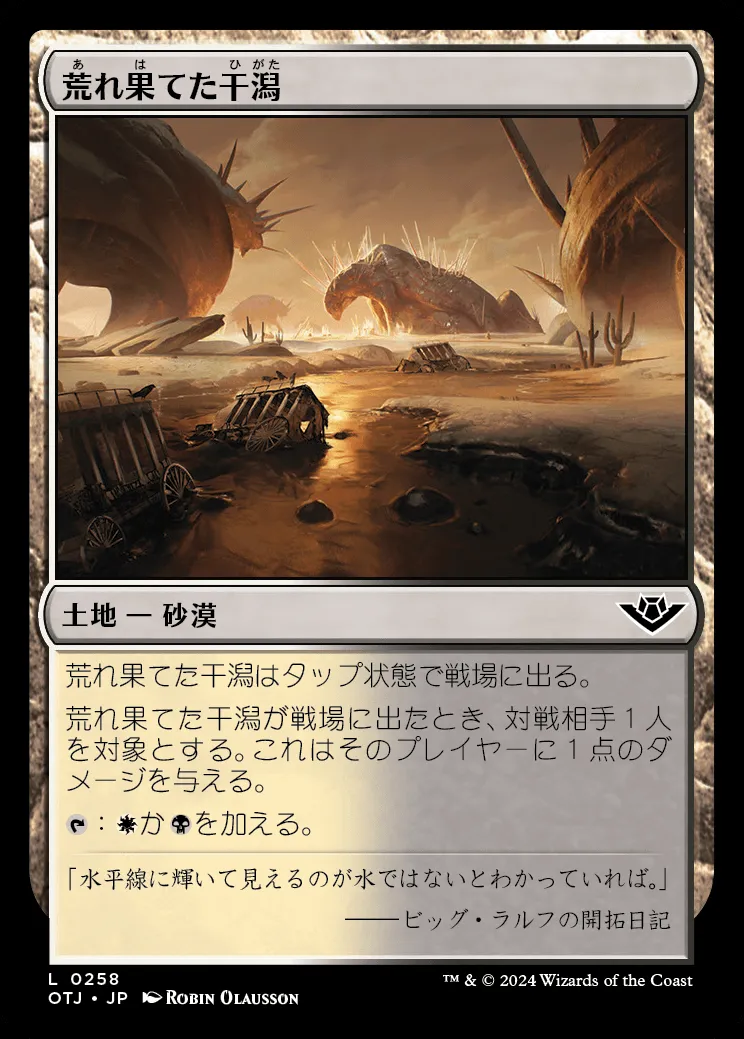 荒れ果てた干潟
土地 ― 砂漠
荒れ果てた干潟はタップ状態で戦場に出る。
荒れ果てた干潟が戦場に出たとき、対戦相手1人
を対象とする。これはそのプレイヤーに1点のダ
メージを与える。
:か を加える。
「水平線に輝いて見えるのが水ではないとわかっていれば。」
――ビッグ・ラルフの開拓日記
L 0258
OTJ • JP ROBIN OLAUSSON
™ & © 2024 Wizards of the Coast